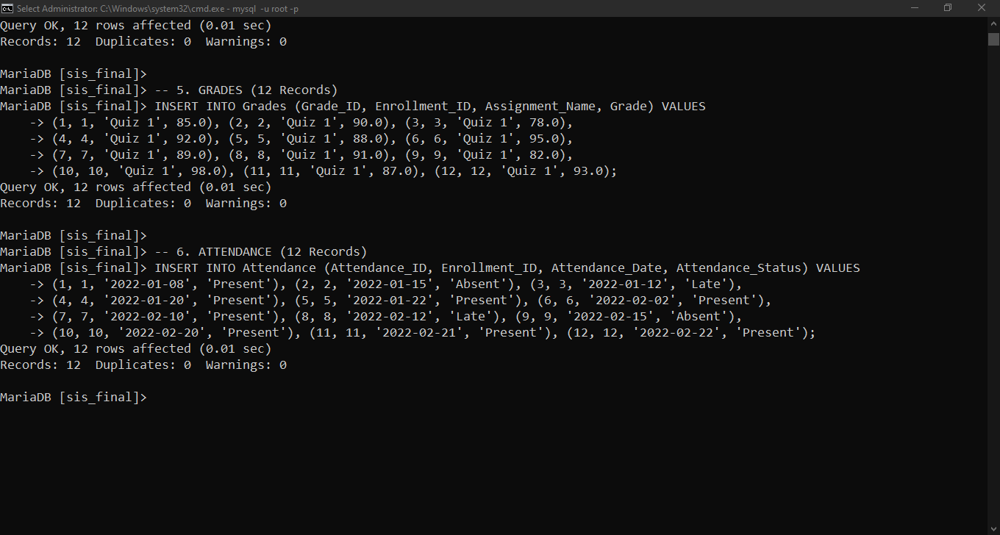 Select Administrator: C:\Windows\system32\cmd.exe - mysql  -u root -p
Query OK, 12 rows affected (0.01 sec)
Records: 12  Duplicates: 0  Warnings: 0
MariaDB [sis_final]>
MariaDB [sis_final]> -- 5. GRADES (12 Records)
MariaDB [sis_final]> INSERT INTO Grades (Grade_ID, Enrollment_ID, Assignment_Name, Grade) VALUES
    -> (1, 1, 'Quiz 1', 85.0), (2, 2, 'Quiz 1', 90.0), (3, 3, 'Quiz 1', 78.0),
    -> (4, 4, 'Quiz 1', 92.0), (5, 5, 'Quiz 1', 88.0), (6, 6, 'Quiz 1', 95.0),
    -> (7, 7, 'Quiz 1', 89.0), (8, 8, 'Quiz 1', 91.0), (9, 9, 'Quiz 1', 82.0),
    -> (10, 10, 'Quiz 1', 98.0), (11, 11, 'Quiz 1', 87.0), (12, 12, 'Quiz 1', 93.0);
Query OK, 12 rows affected (0.01 sec)
Records: 12  Duplicates: 0  Warnings: 0
MariaDB [sis_final]>
MariaDB [sis_final]> -- 6. ATTENDANCE (12 Records)
MariaDB [sis_final]> INSERT INTO Attendance (Attendance_ID, Enrollment_ID, Attendance_Date, Attendance_Status) VALUES
    -> (1, 1, '2022-01-08', 'Present'), (2, 2, '2022-01-15', 'Absent'), (3, 3, '2022-01-12', 'Late'),
    -> (4, 4, '2022-01-20', 'Present'), (5, 5, '2022-01-22', 'Present'), (6, 6, '2022-02-02', 'Present'),
    -> (7, 7, '2022-02-10', 'Present'), (8, 8, '2022-02-12', 'Late'), (9, 9, '2022-02-15', 'Absent'),
    -> (10, 10, '2022-02-20', 'Present'), (11, 11, '2022-02-21', 'Present'), (12, 12, '2022-02-22', 'Present');
Query OK, 12 rows affected (0.01 sec)
Records: 12  Duplicates: 0  Warnings: 0
MariaDB [sis_final]>